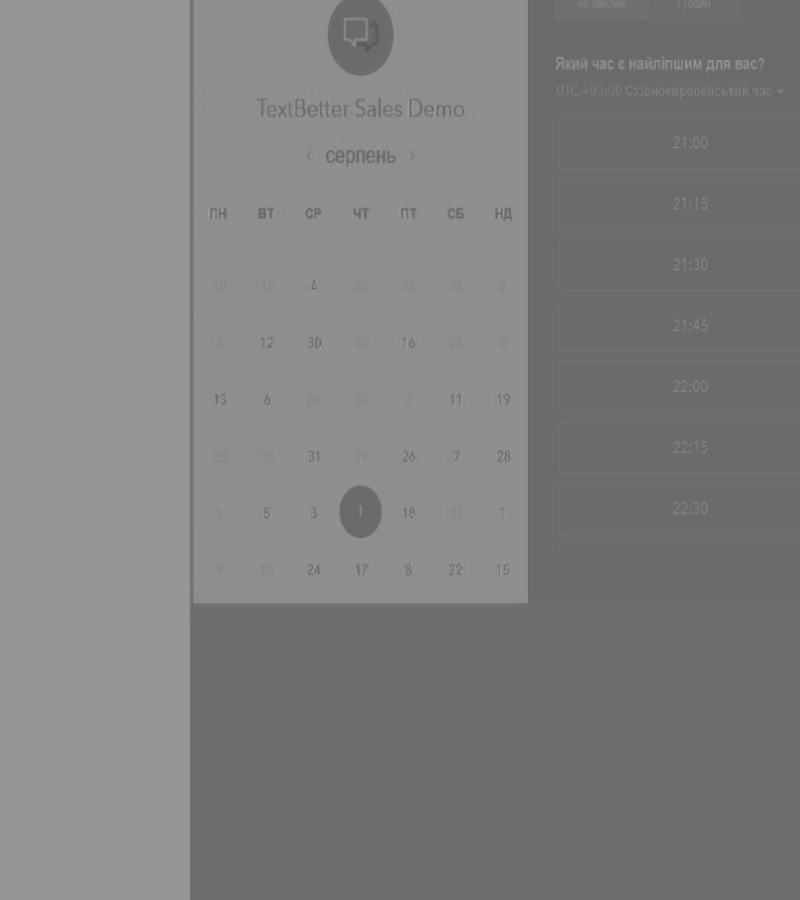 TextBetter Sales Demo
‹ серпень ›
ПН ВТ СР ЧТ ПТ СБ НД
10 15 4 30 25 26 2
8 12 30 10 16 25 8
13 6 24 30 2 11 19
20 15 31 19 26 7 28
1 5 3 1 18 15 1
9 10 24 17 8 22 15
40 хвилин 1 годин
Який час є найліпшим для вас?
UTC +03:00 Східноєвропейський час
21:00
21:15
21:30
21:45
22:00
22:15
22:30